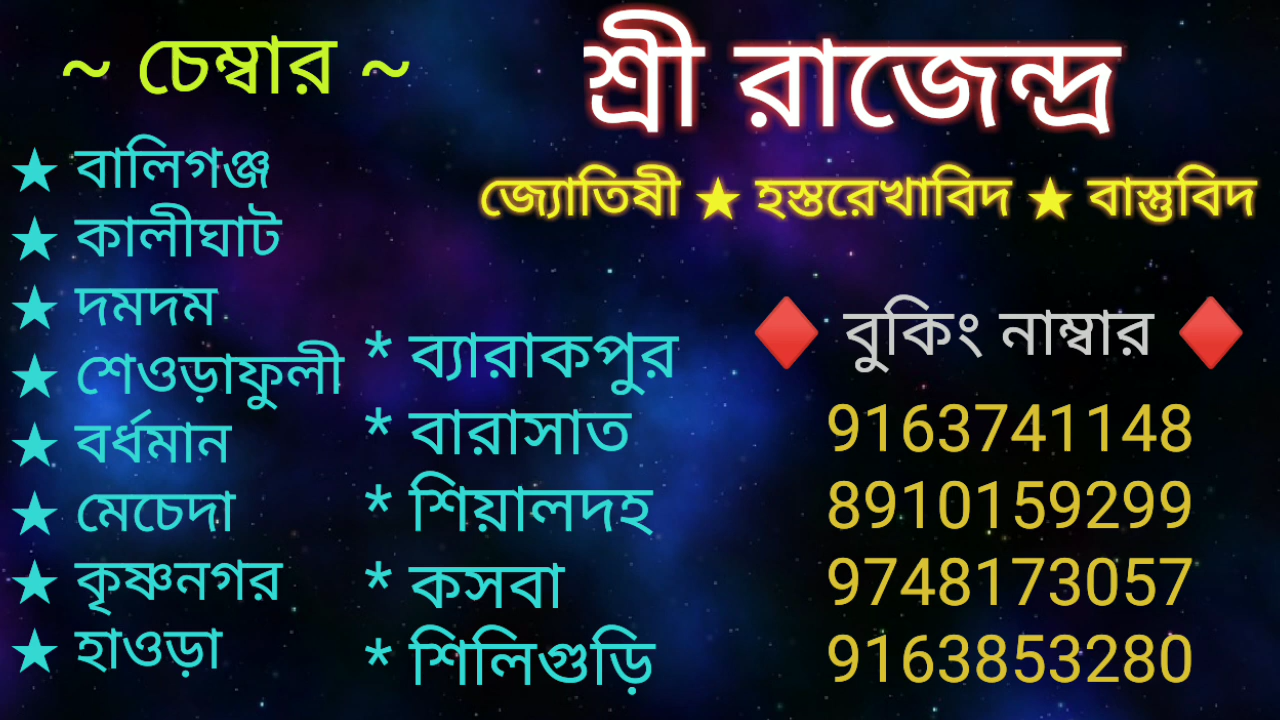 ~ চেম্বার ~
★ বালিগঞ্জ
★ কালীঘাট
★ দমদম
★ শেওড়াফুলী
★ বর্ধমান
★ মেচেদা
★ কৃষ্ণনগর
★ হাওড়া
* ব্যারাকপুর
* বারাসাত
* শিয়ালদহ
* কসবা
* শিলিগুড়ি
শ্রী রাজেন্দ্র
জ্যোতিষী ★ হস্তরেখাবিদ ★ বাস্তুবিদ
♦ বুকিং নাম্বার ♦
9163741148
8910159299
9748173057
9163853280